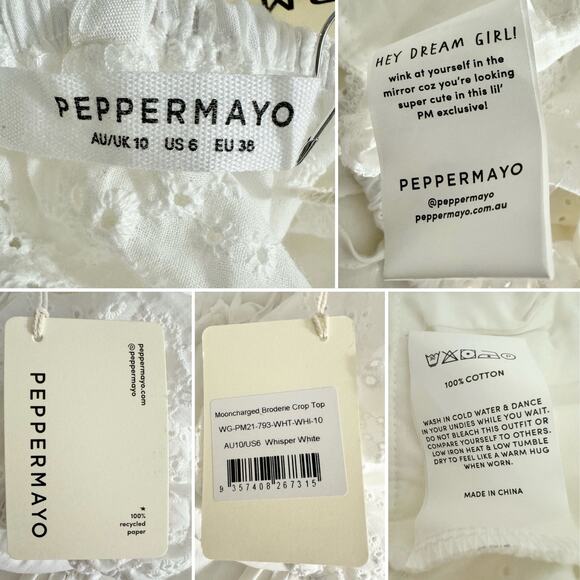 PEPPERMAYO
AU/UK 10 US 6 EU 38
HEY DREAM GIRL!
wink at yourself in the
mirror coz you're looking
super cute in this lil'
PM exclusive!
PEPPERMAYO
@peppermayo
peppermayo.com.au
PEPPERMAYO
peppermayo.com
@peppermayo
100%
recycled
paper
Mooncharged Broderie Crop Top
WG-PM21-793-WHT-WHI-10
AU10/US6 Whisper White
9 357408 267315
100% COTTON
WASH IN COLD WATER & DANCE
IN YOUR UNDIES WHILE YOU WAIT.
DO NOT BLEACH THIS OUTFIT OR
COMPARE YOURSELF TO OTHERS.
LOW IRON HEAT & LOW TUMBLE
DRY TO FEEL LIKE A WARM HUG
WHEN WORN.
MADE IN CHINA